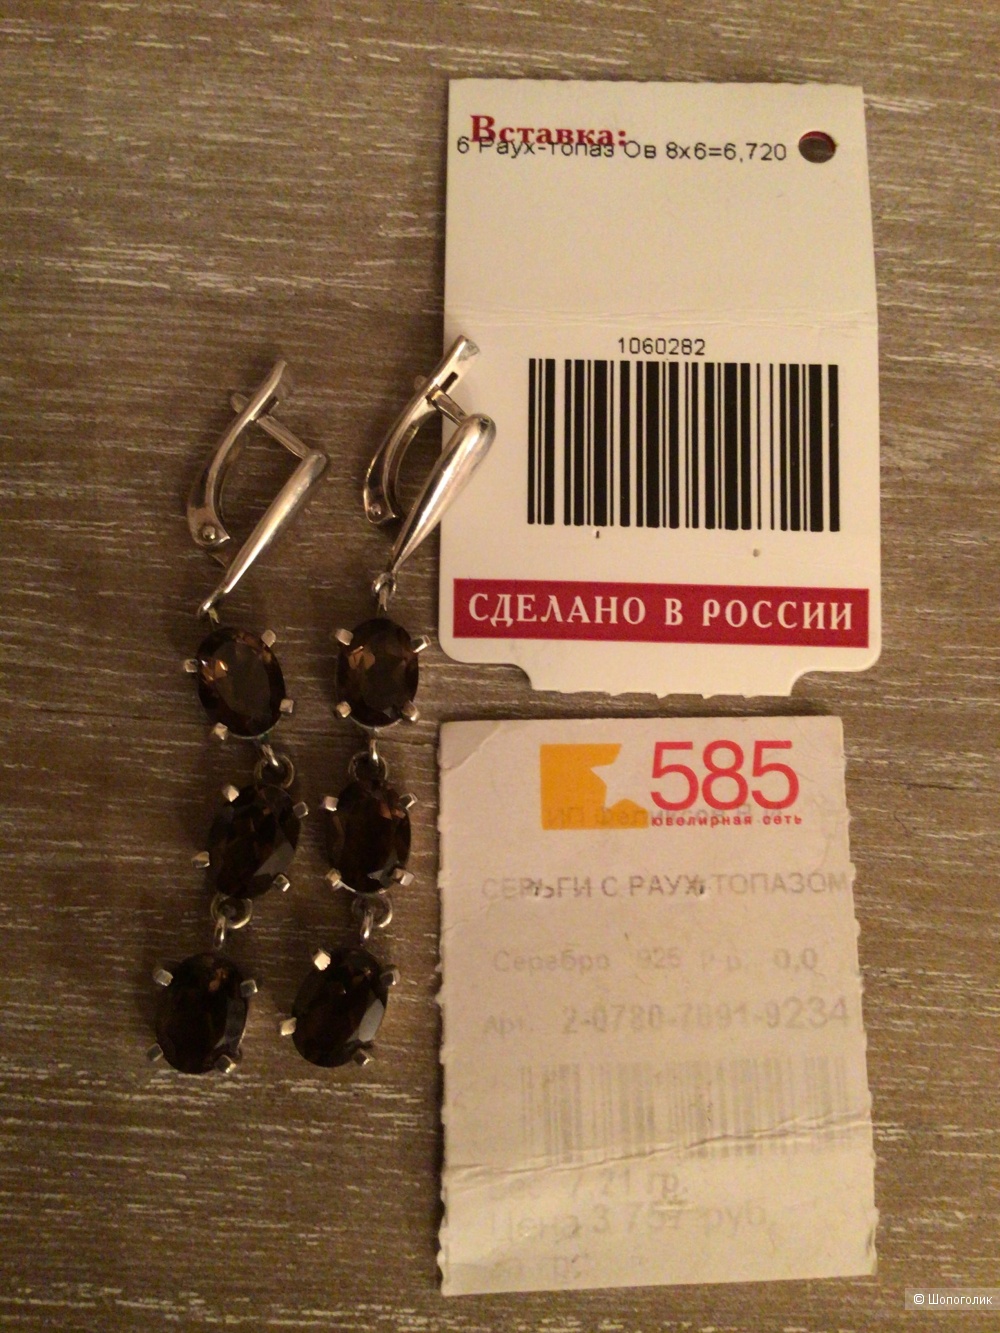 Вставка:
6 Раух-топаз Ов 8х6=6,720
1060282
СДЕЛАНО В РОССИИ
585
ювелирная сеть
ИП
СЕРЬГИ С РАУХ-ТОПАЗОМ
Серебро 925 р-р. 0,0
Арт. 2-0780-7091-9234
Вес 7,21 гр.
Цена 3 757 руб.
© Шопоголик